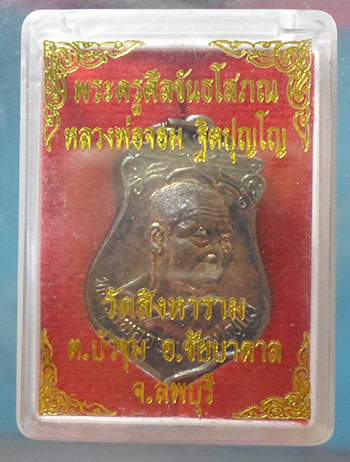 พระครูศีลขันธโสภณ
หลวงพ่อจอม ฐิตปุญโญ
วัดสิงหาราม
ต.บัวชุม อ.ชัยบาดาล
จ.ลพบุรี